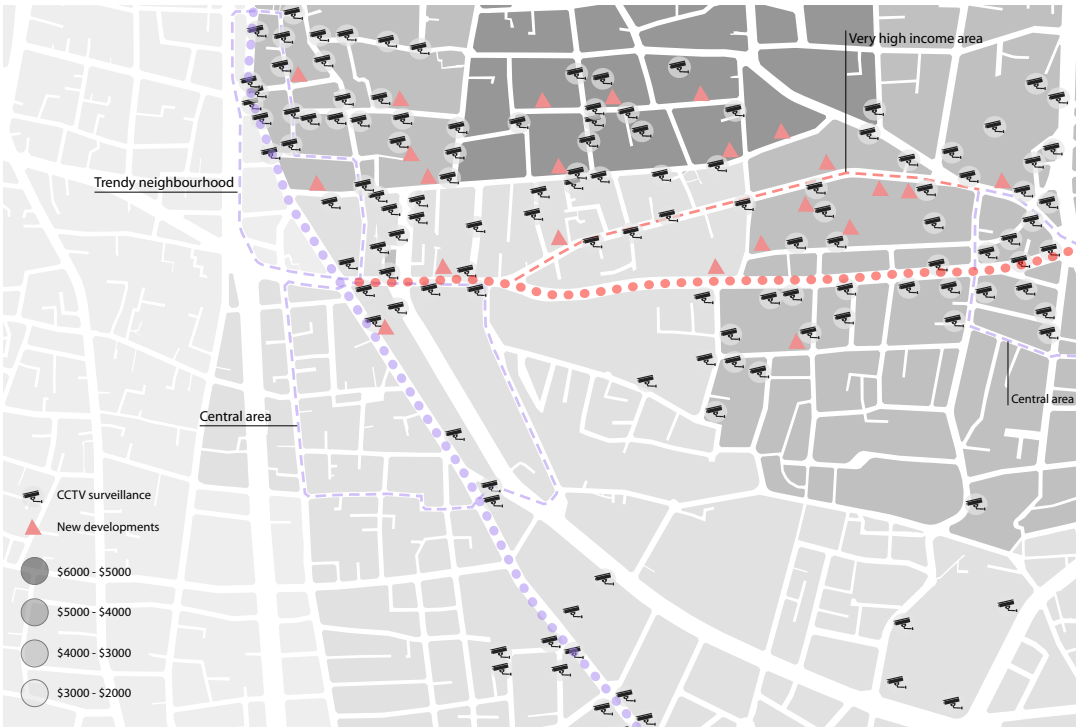 Very high income area
Trendy neighbourhood
Central area
Central area
CCTV surveillance
New developments
$6000 - $5000
$5000 - $4000
$4000 - $3000
$3000 - $2000